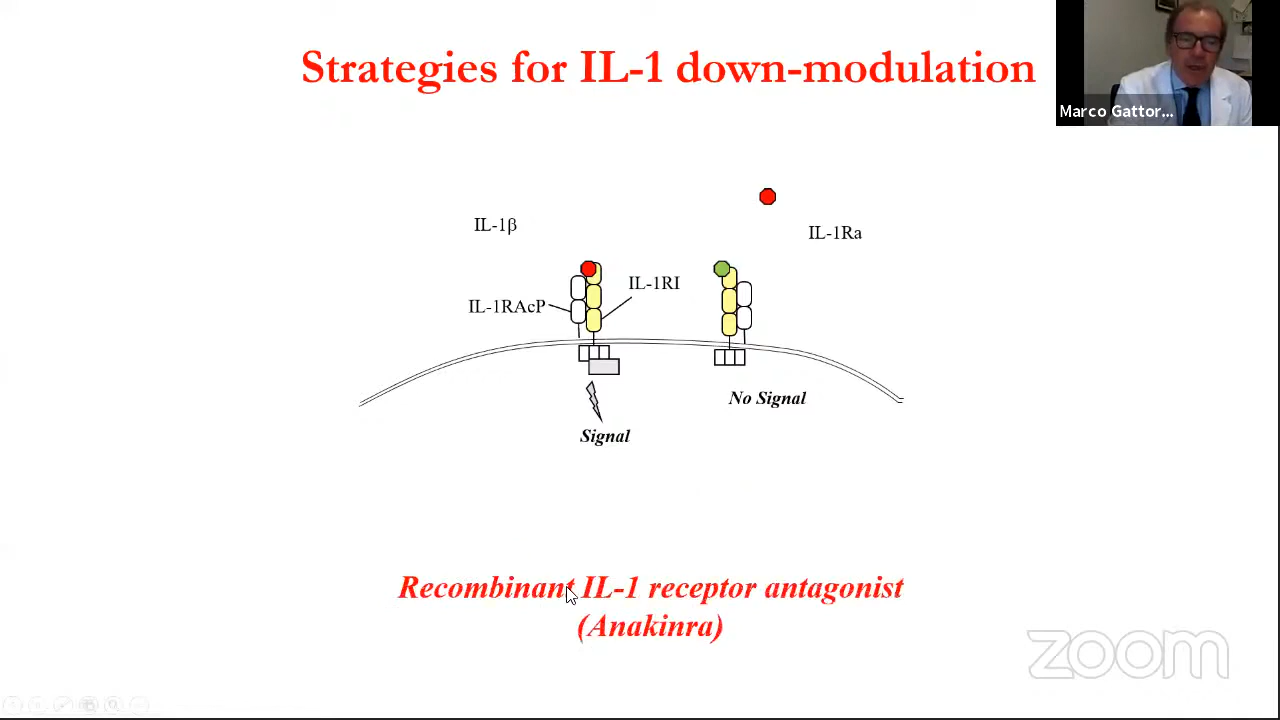 Strategies for IL-1 down-modulation
Marco Gattor...
IL-1β
IL-1Ra
IL-1RI
IL-1RAcP
No Signal
Signal
Recombinant IL-1 receptor antagonist
(Anakinra)
zoom